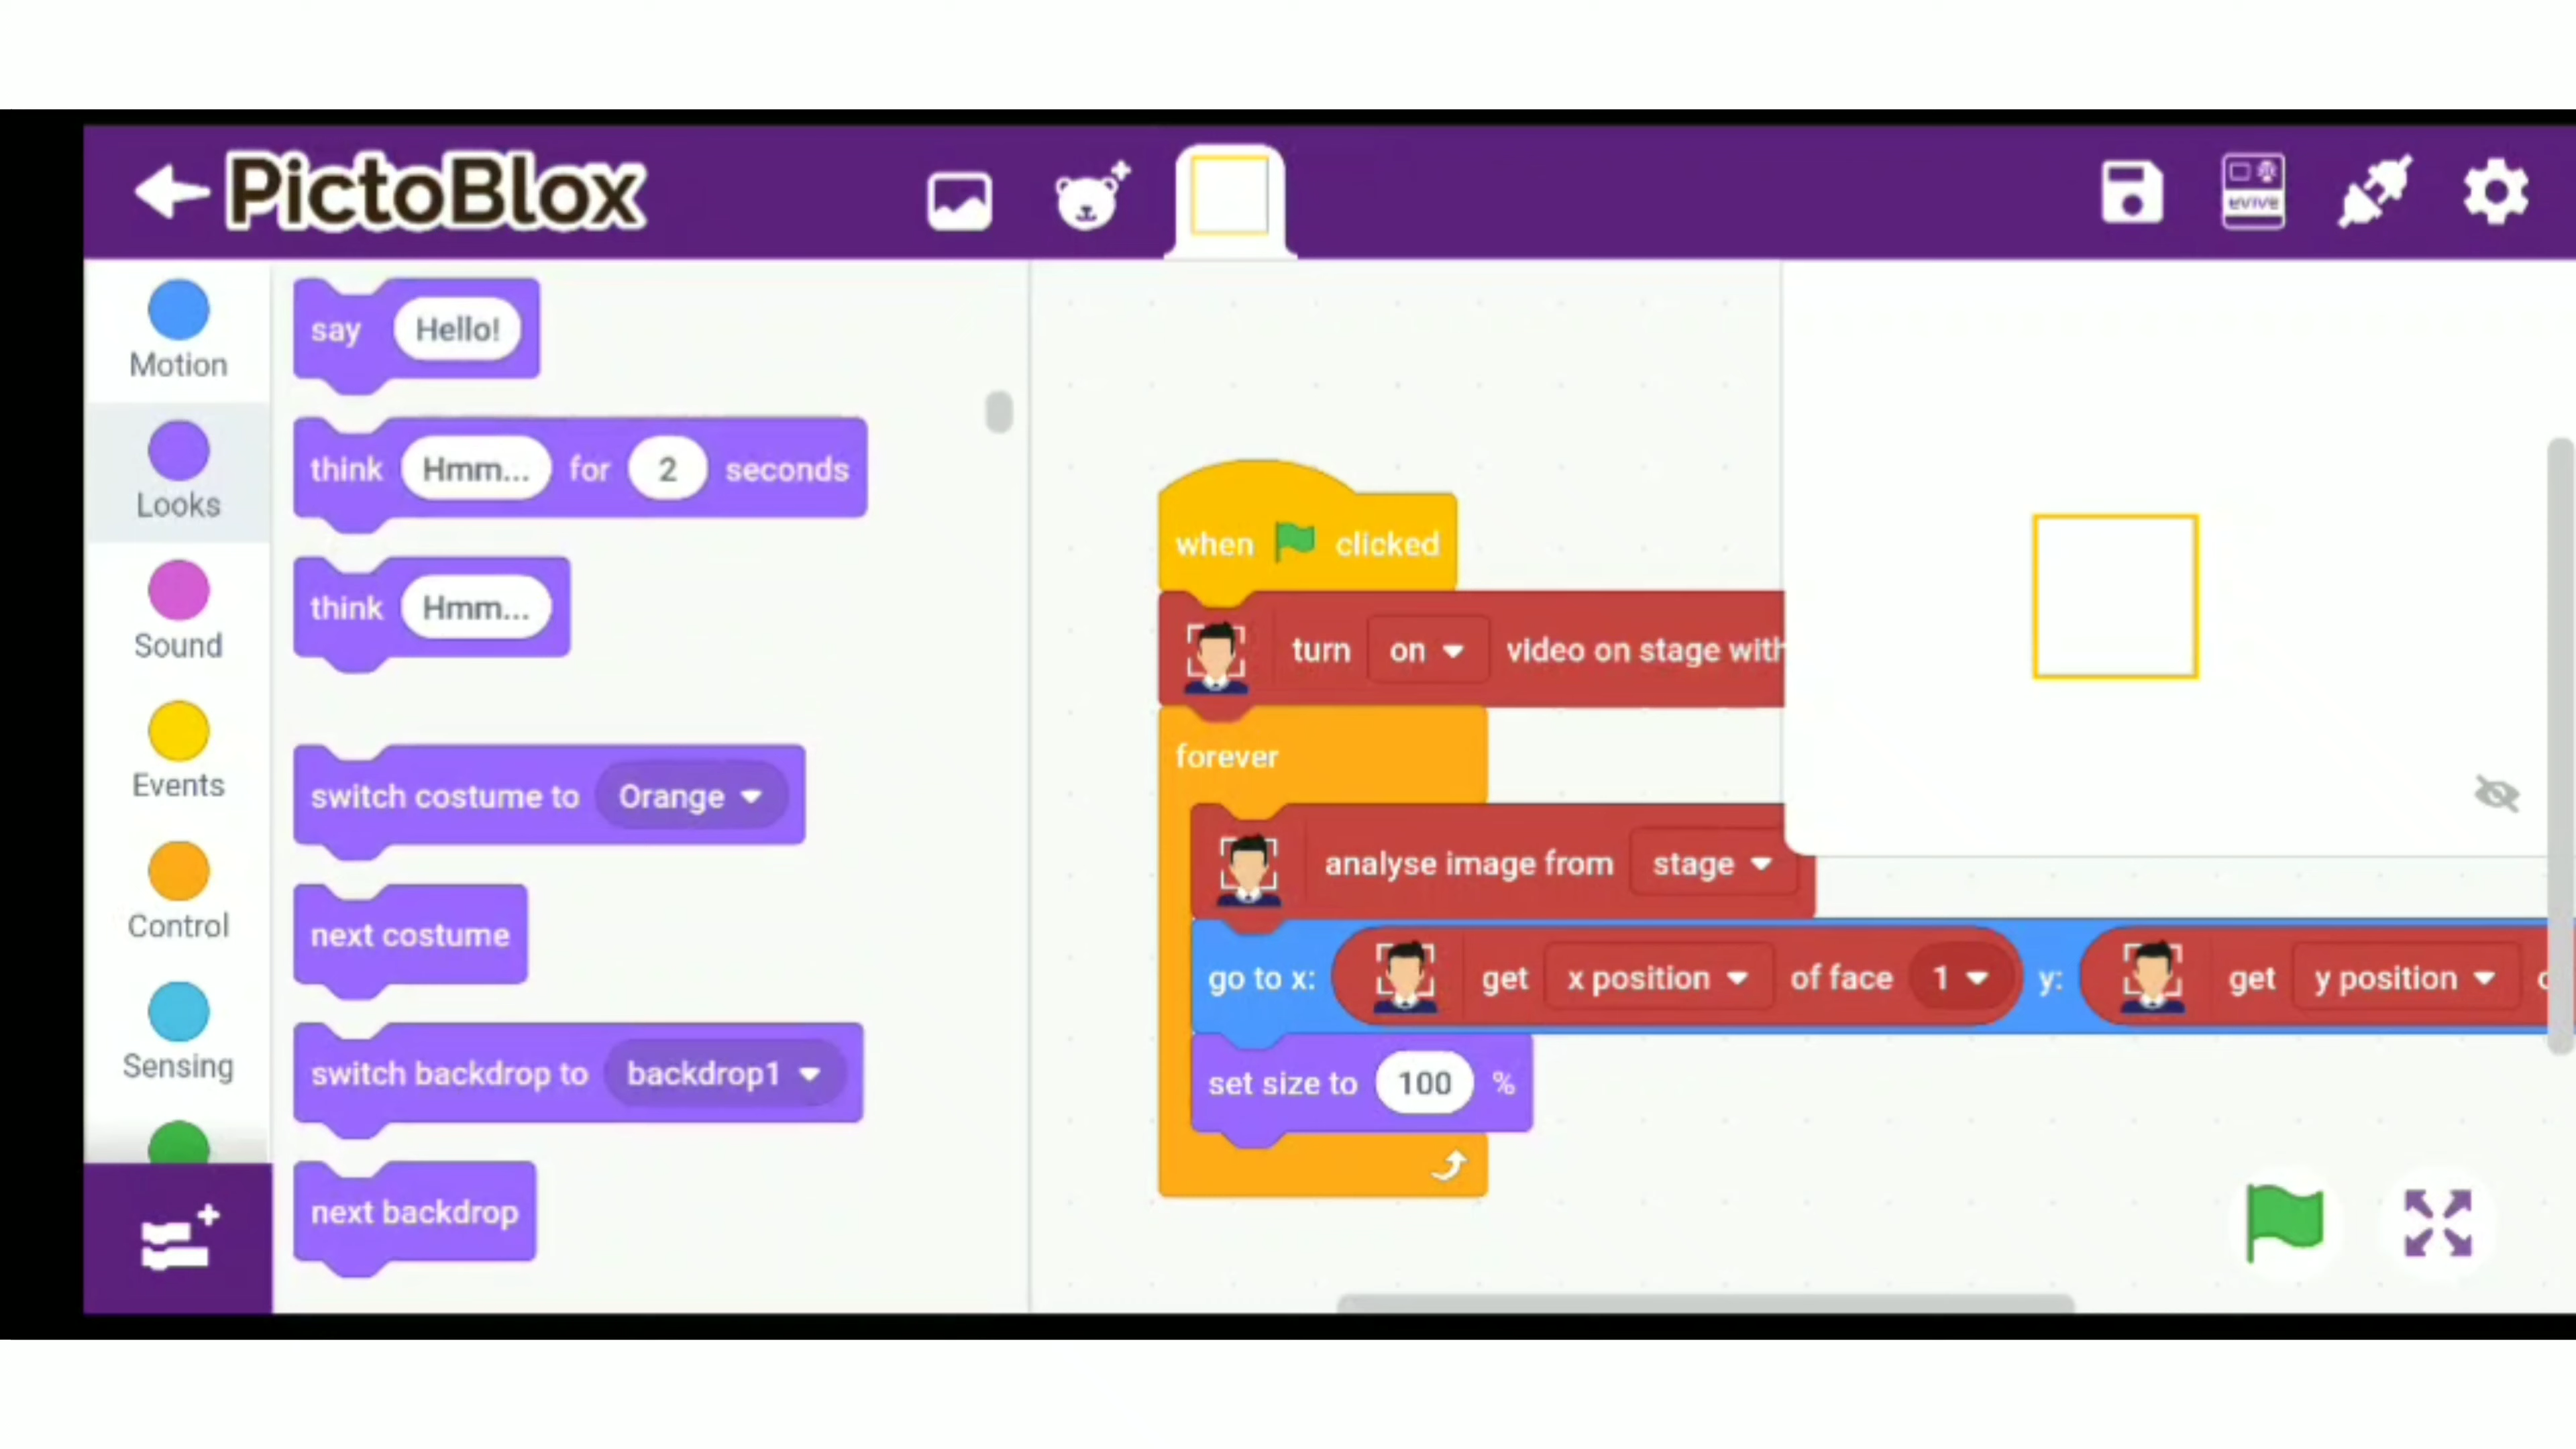 PictoBlox
evive
Motion
Looks
Sound
Events
Control
Sensing
say Hello!
think Hmm... for 2 seconds
think Hmm...
switch costume to Orange
next costume
switch backdrop to backdrop1
next backdrop
when clicked
turn on video on stage with
forever
analyse image from stage
go to x: get x position of face 1 y: get y position
set size to 100 %